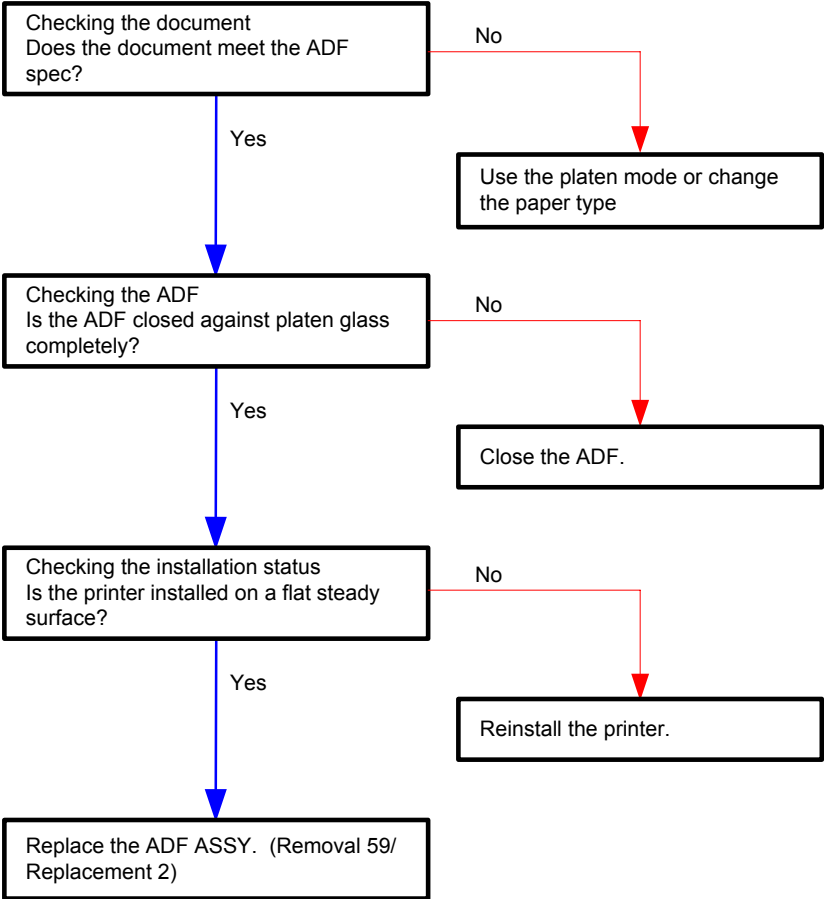 Checking the document
Does the document meet the ADF
spec?
No
Yes
Use the platen mode or change
the paper type
Checking the ADF
Is the ADF closed against platen glass
completely?
No
Yes
Close the ADF.
Checking the installation status
Is the printer installed on a flat steady
surface?
No
Yes
Reinstall the printer.
Replace the ADF ASSY.  (Removal 59/
Replacement 2)